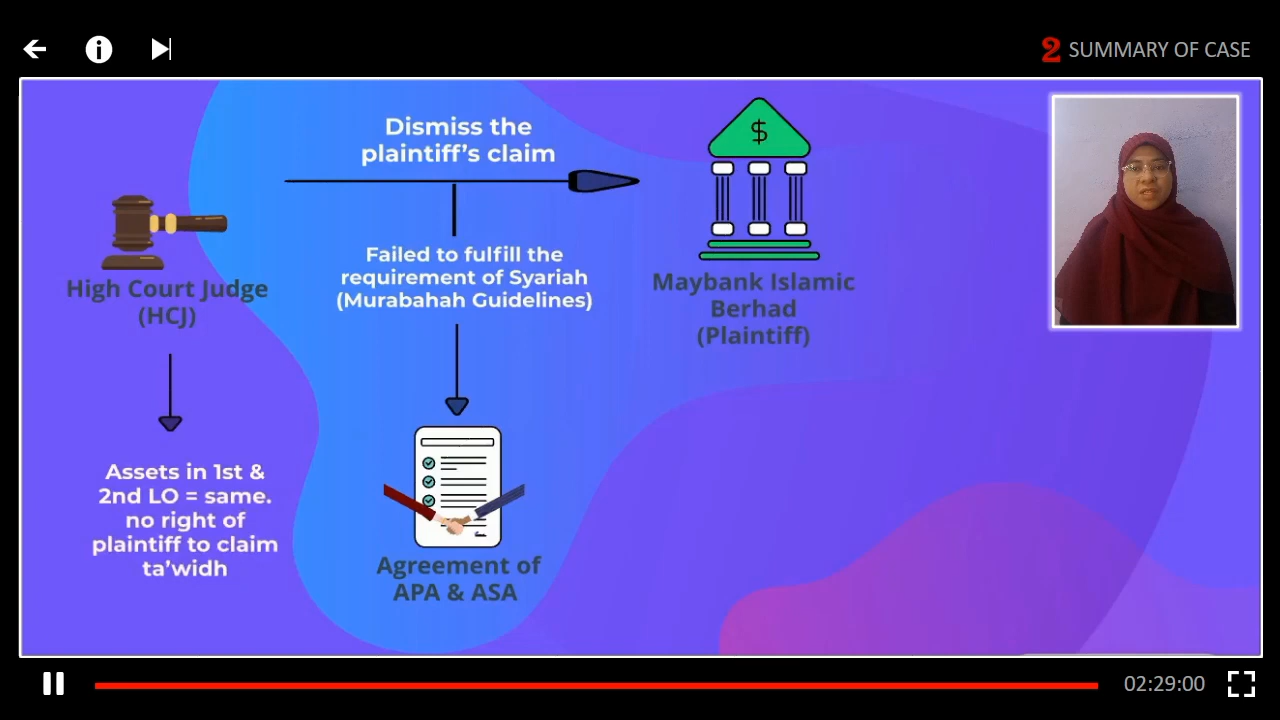 2 SUMMARY OF CASE
Dismiss the
plaintiff's claim
$
High Court Judge
(HCJ)
Failed to fulfill the
requirement of Syariah
(Murabahah Guidelines)
Maybank Islamic
Berhad
(Plaintiff)
Assets in 1st &
2nd LO = same.
no right of
plaintiff to claim
ta'widh
Agreement of
APA & ASA
02:29:00